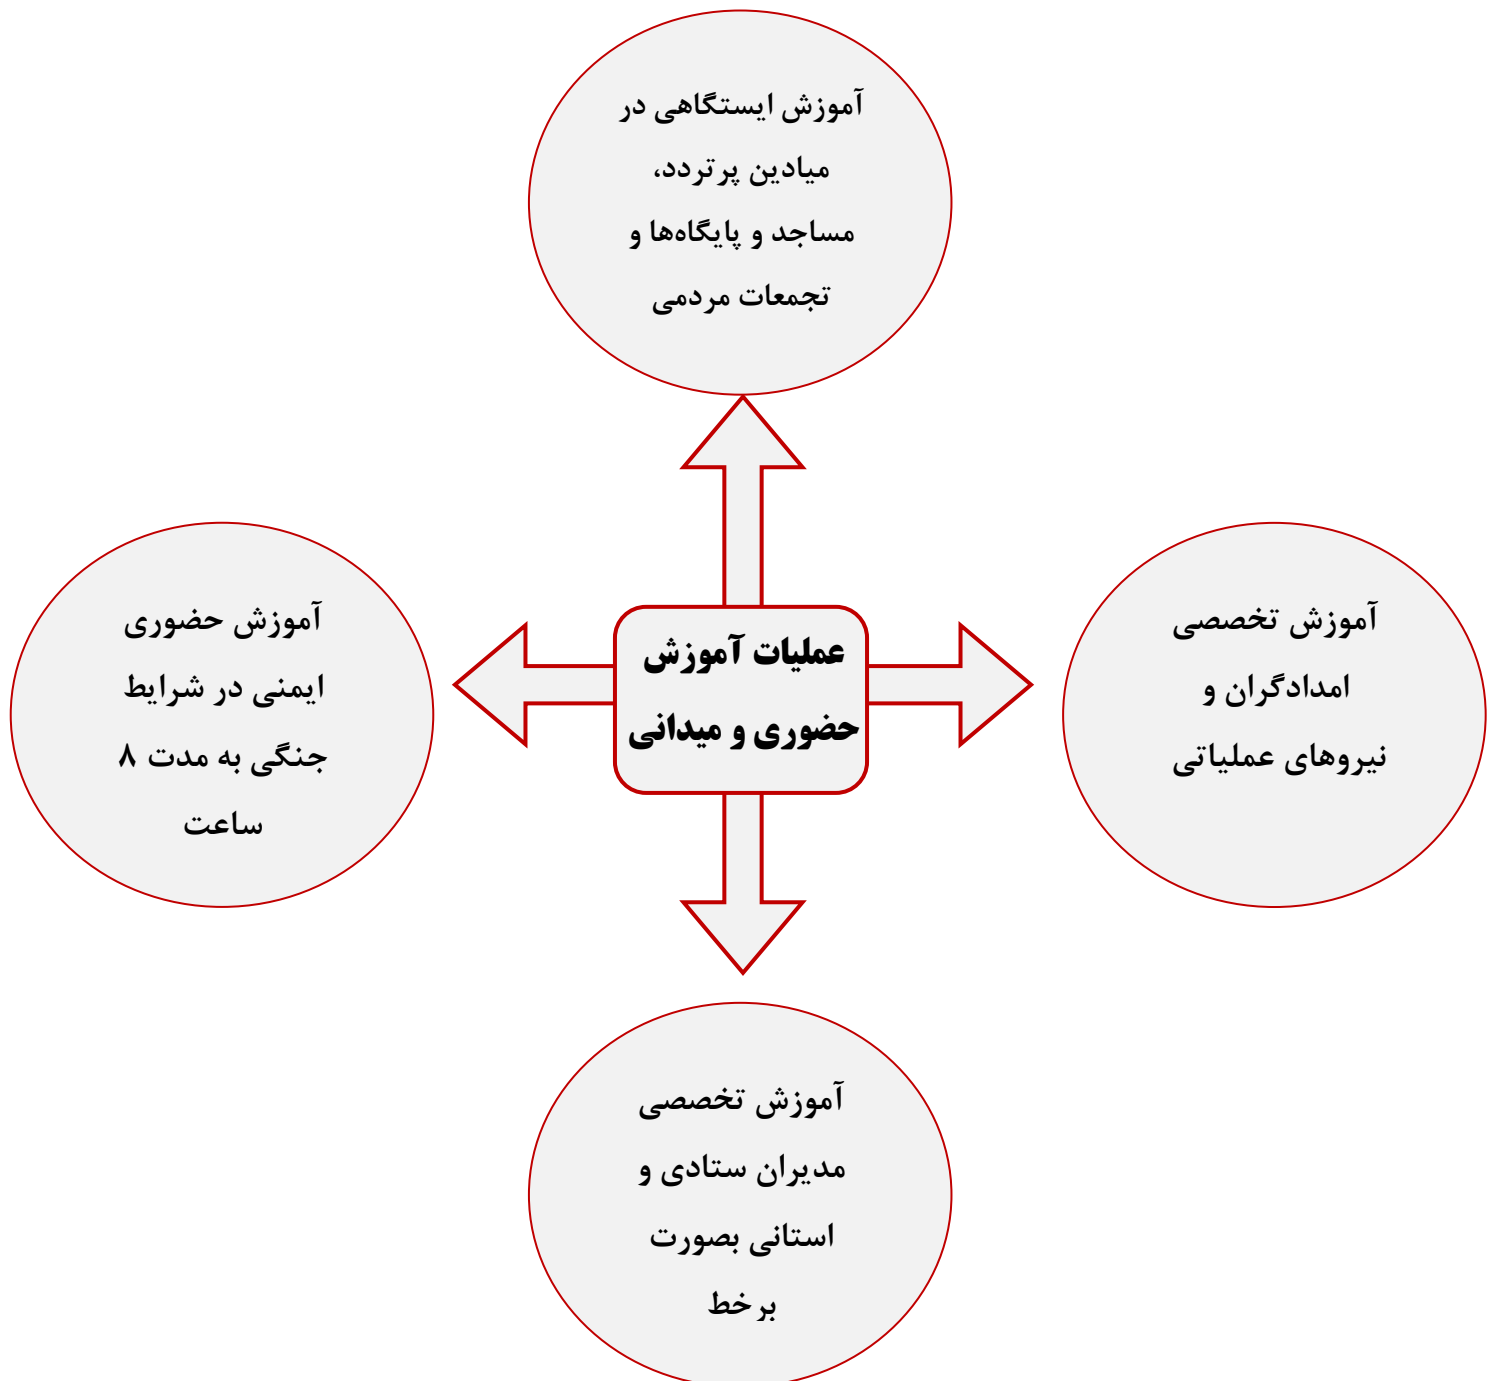 آموزش ایستگاهی در
میادین پرتردد،
مساجد و پایگاه‌ها و
تجمعات مردمی
آموزش تخصصی
امدادگران و
نیروهای عملیاتی
عملیات آموزش
حضوری و میدانی
آموزش حضوری
ایمنی در شرایط
جنگی به مدت ۸
ساعت
آموزش تخصصی
مدیران ستادی و
استانی بصورت
برخط